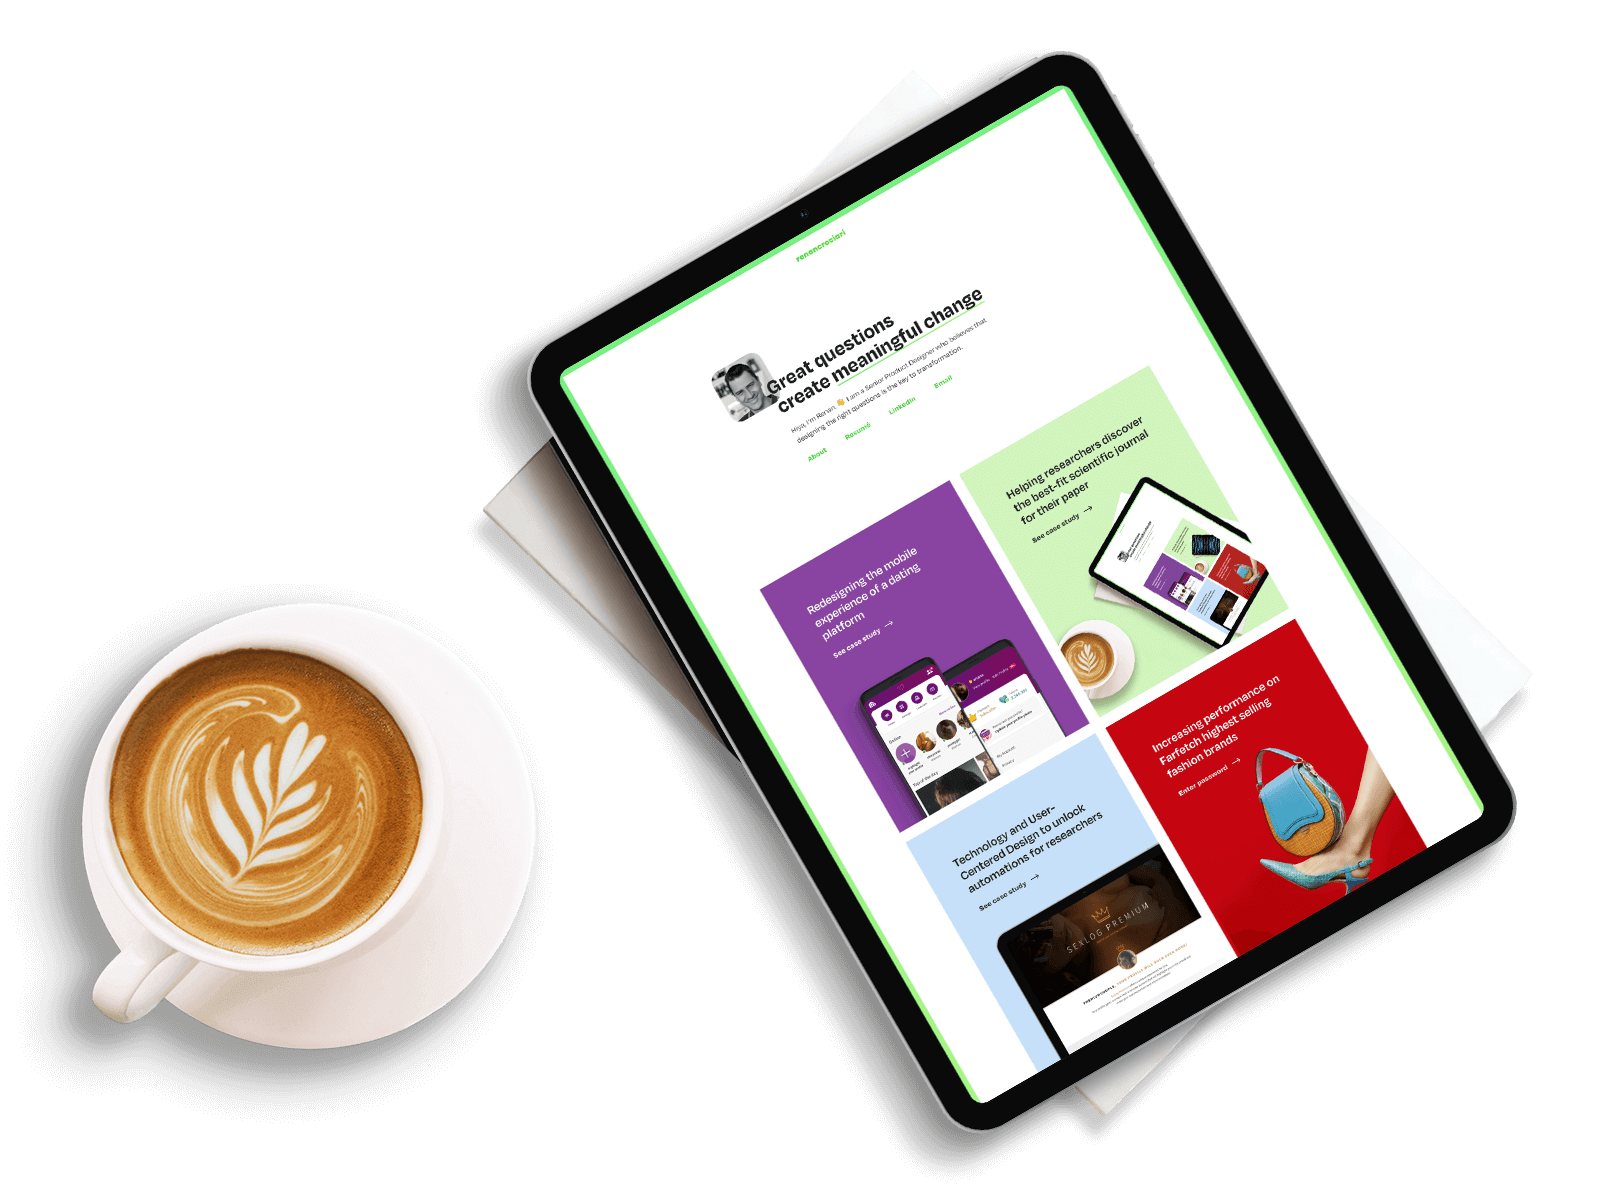 renancreclari
Great questions
create meaningful change
Hiya, I'm Renan. 👋 I am a Senior Product Designer who believes that
designing the right questions is the key to transformation.
About
Resumé
LinkedIn
Email
Redesigning the mobile
experience of a dating
platform
See case study →
Helping researchers discover
the best-fit scientific journal
for their paper
See case study →
Technology and User-
Centered Design to unlock
automations for researchers
See case study →
SEXLOG PREMIUM
Increasing performance on
Farfetch highest selling
fashion brands
Enter password →